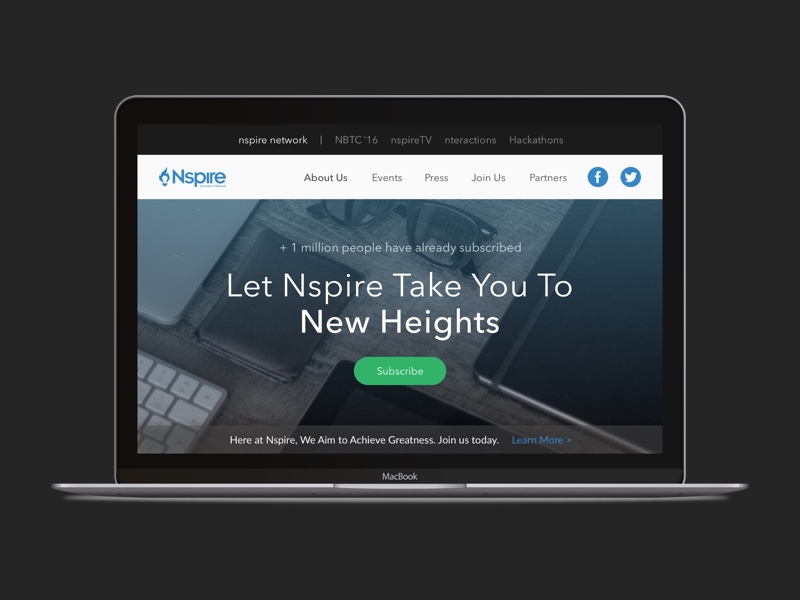 nspire network | NBTC '16 nspireTV nteractions Hackathons
Nspire About Us Events Press Join Us Partners
+ 1 million people have already subscribed
Let Nspire Take You To
New Heights
Subscribe
Here at Nspire, We Aim to Achieve Greatness. Join us today. Learn More >
MacBook